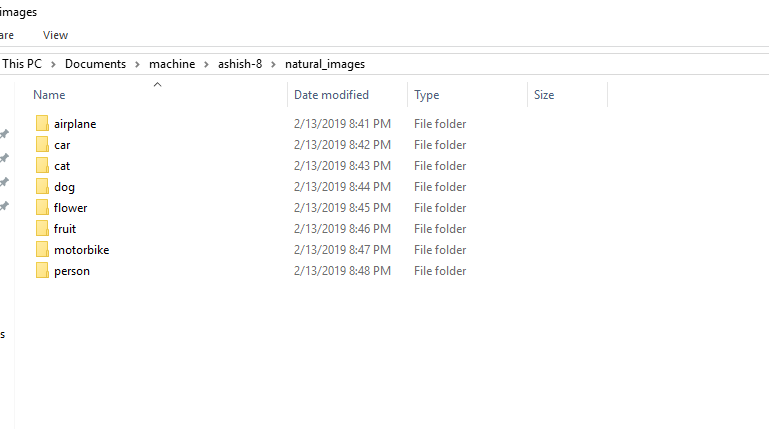 images
are View
This PC > Documents > machine > ashish-8 > natural_images
Name Date modified Type Size
airplane 2/13/2019 8:41 PM File folder
car 2/13/2019 8:42 PM File folder
cat 2/13/2019 8:43 PM File folder
dog 2/13/2019 8:44 PM File folder
flower 2/13/2019 8:45 PM File folder
fruit 2/13/2019 8:46 PM File folder
motorbike 2/13/2019 8:47 PM File folder
person 2/13/2019 8:48 PM File folder
s